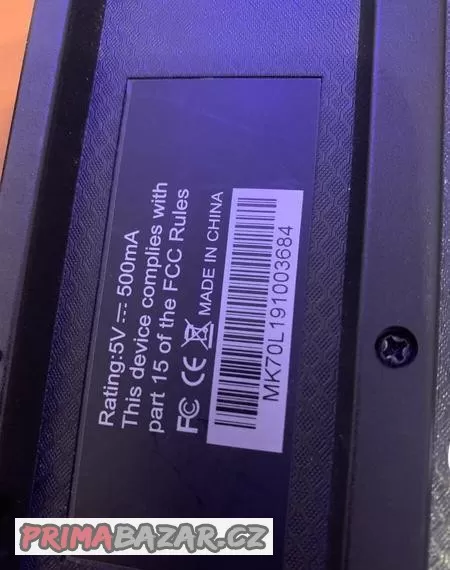 Rating:5V ⎓ 500mA
This device complies with
part 15 of the FCC Rules
FC CE MADE IN CHINA
MK70L191003684
PRIMABAZAR.CZ